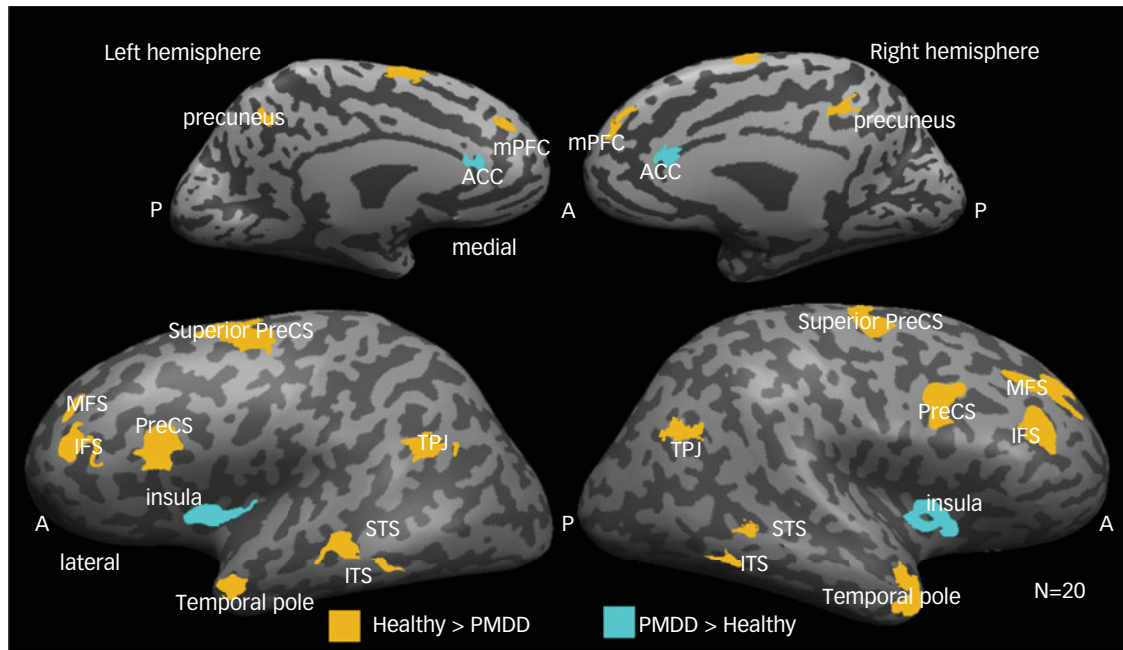 Left hemisphere
Right hemisphere
precuneus
mPFC
ACC
mPFC
ACC
precuneus
P
A
P
medial
Superior PreCS
MFS
PreCS
IFS
TPJ
insula
A
STS
lateral
ITS
Temporal pole
Superior PreCS
MFS
PreCS
IFS
TPJ
insula
P
A
STS
ITS
Temporal pole
N=20
Healthy > PMDD
PMDD > Healthy